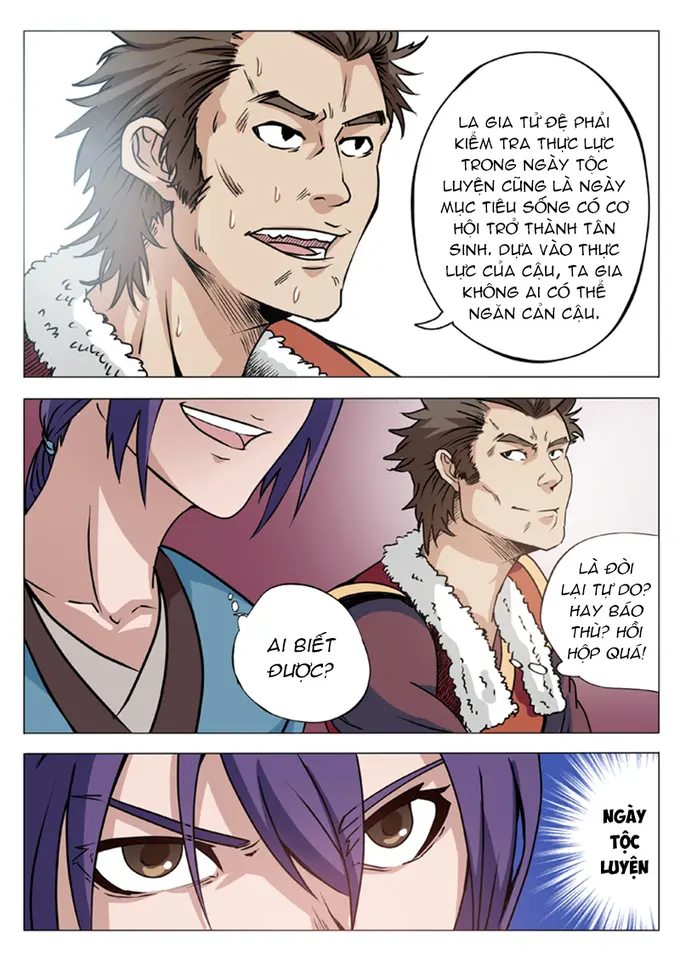 LA GIA TỬ ĐỆ PHẢI
KIỂM TRA THỰC LỰC
TRONG NGÀY TỘC
LUYỆN CŨNG LÀ NGÀY
MỤC TIÊU SỐNG CÓ CƠ
HỘI TRỞ THÀNH TÂN
SINH. DỰA VÀO THỰC
LỰC CỦA CẬU, TA GIA
KHÔNG AI CÓ THỂ
NGĂN CẢN CẬU.
AI BIẾT
ĐƯỢC?
LÀ ĐÒI
LẠI TỰ DO?
HAY BÁO
THÙ? HỒI
HỘP QUÁ!
NGÀY
TỘC
LUYỆN